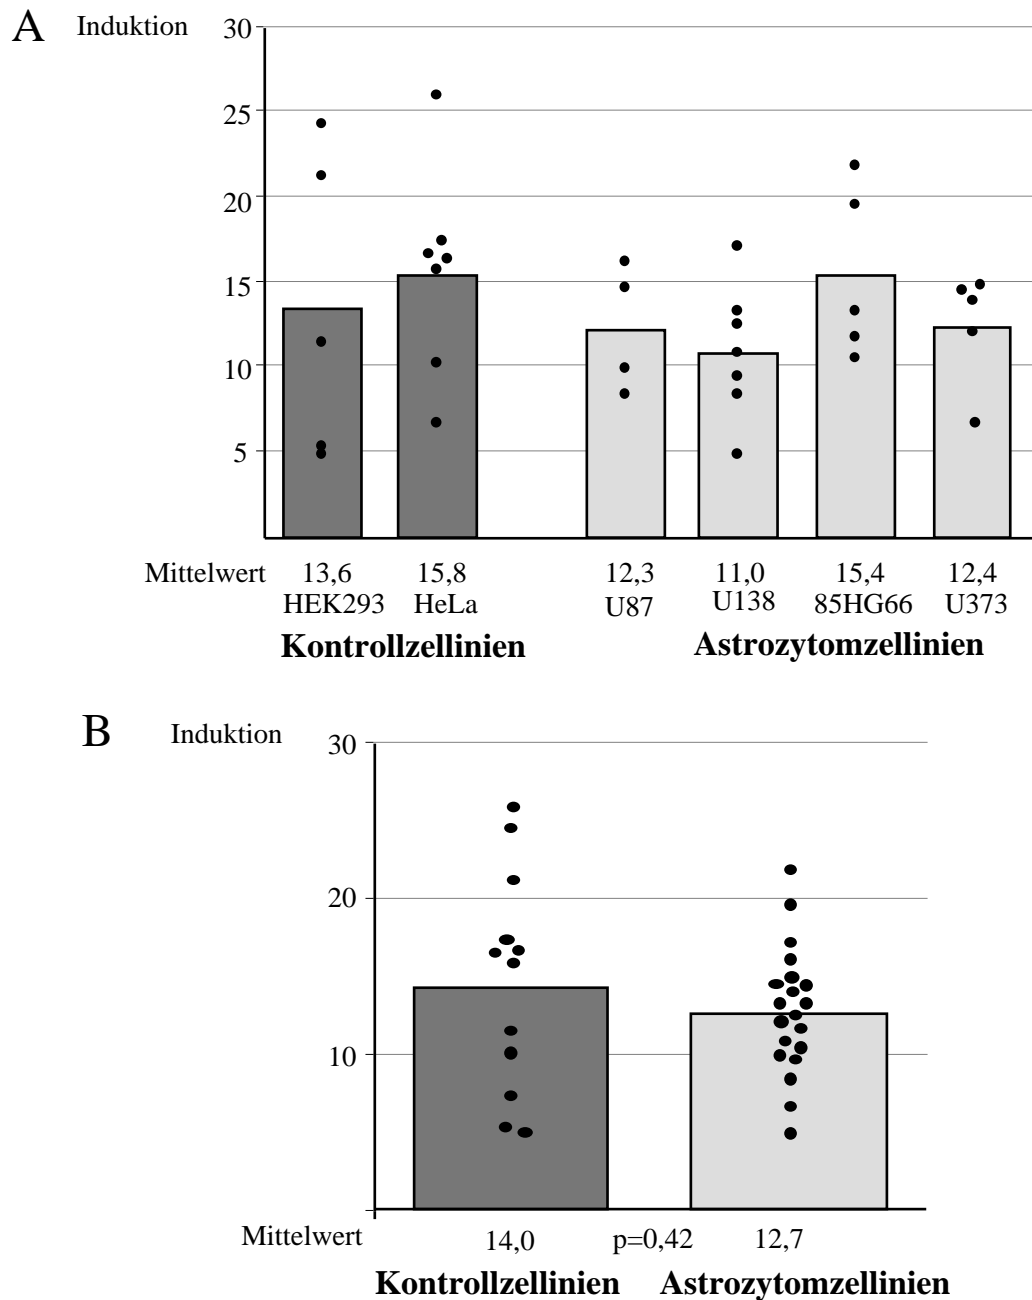 A Induktion
30
25
20
15
10
5
Mittelwert 13,6 15,8 12,3 11,0 15,4 12,4
HEK293 HeLa U87 U138 85HG66 U373
Kontrollzellinien Astrozytomzellinien
B Induktion
30
20
10
Mittelwert 14,0 p=0,42 12,7
Kontrollzellinien Astrozytomzellinien